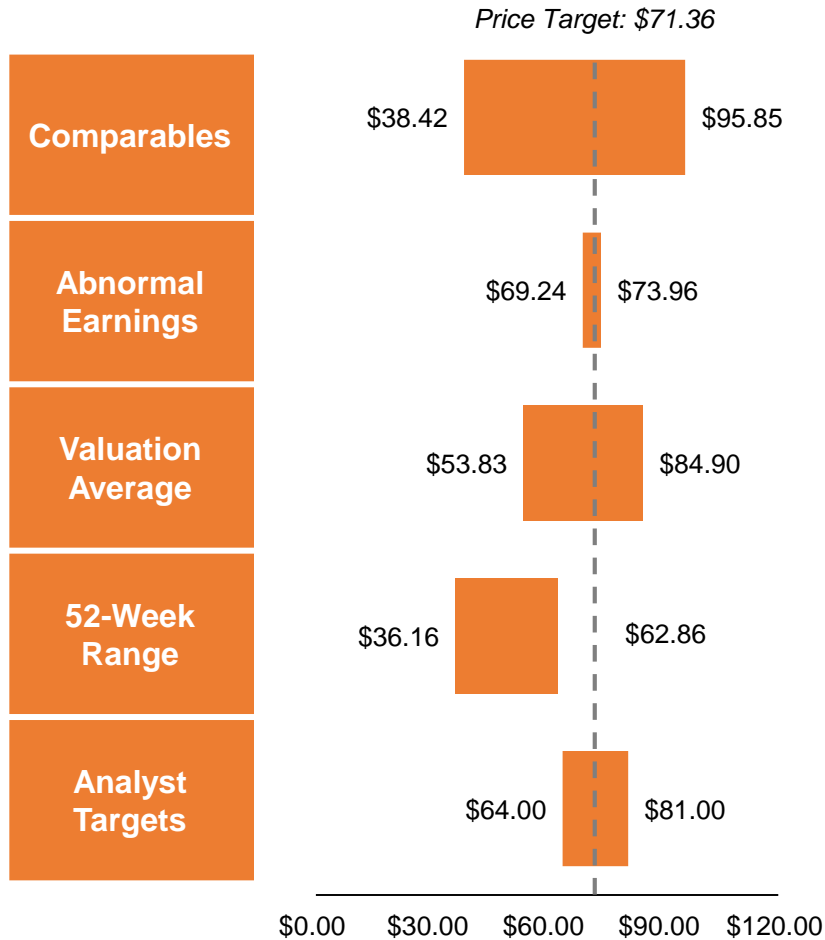 Price Target: $71.36
Comparables
$38.42
$95.85
Abnormal
Earnings
$69.24
$73.96
Valuation
Average
$53.83
$84.90
52-Week
Range
$36.16
$62.86
Analyst
Targets
$64.00
$81.00
$0.00 $30.00 $60.00 $90.00 $120.00